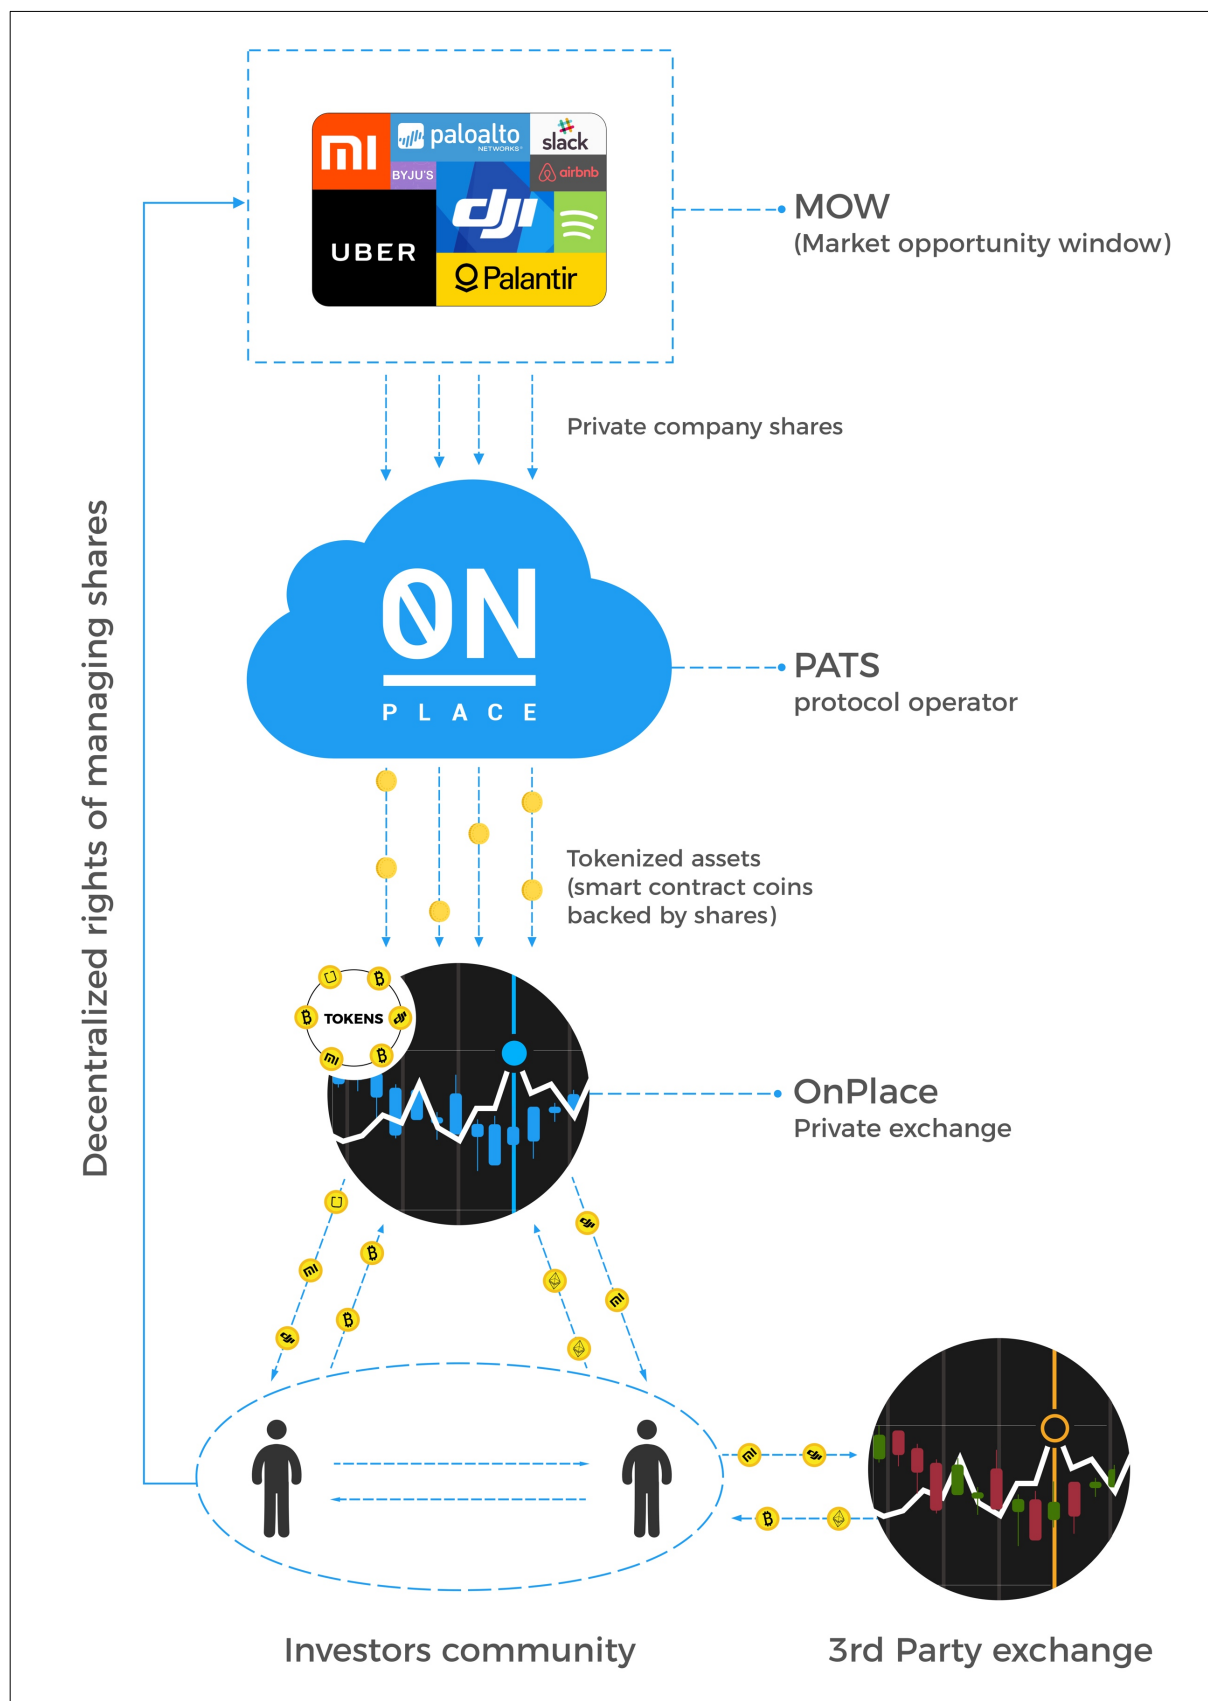 mi
paloalto
NETWORKS®
slack
BYJU'S
airbnb
dji
UBER
Palantir
MOW
(Market opportunity window)
Private company shares
Decentralized rights of managing shares
ON
PLACE
PATS
protocol operator
Tokenized assets
(smart contract coins
backed by shares)
TOKENS
OnPlace
Private exchange
Investors community
3rd Party exchange